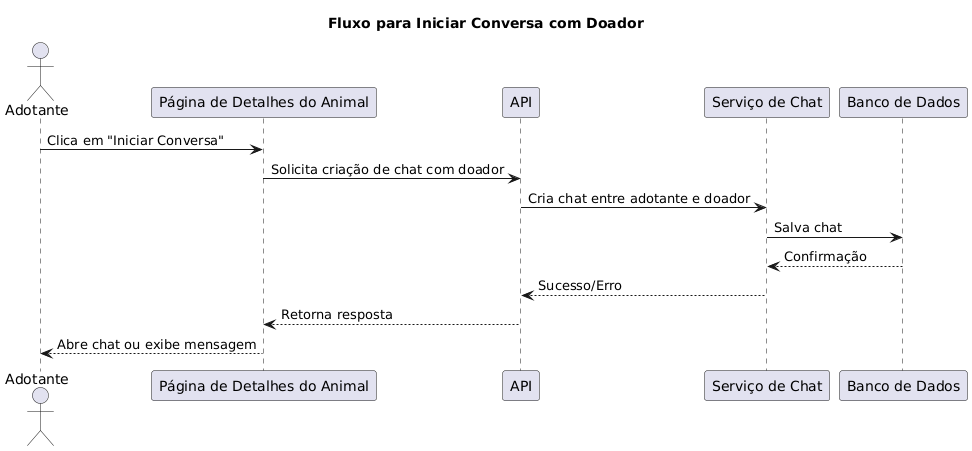 Fluxo para Iniciar Conversa com Doador
Adotante
Página de Detalhes do Animal
API
Serviço de Chat
Banco de Dados
Clica em "Iniciar Conversa"
Solicita criação de chat com doador
Cria chat entre adotante e doador
Salva chat
Confirmação
Sucesso/Erro
Retorna resposta
Abre chat ou exibe mensagem
Adotante
Página de Detalhes do Animal
API
Serviço de Chat
Banco de Dados